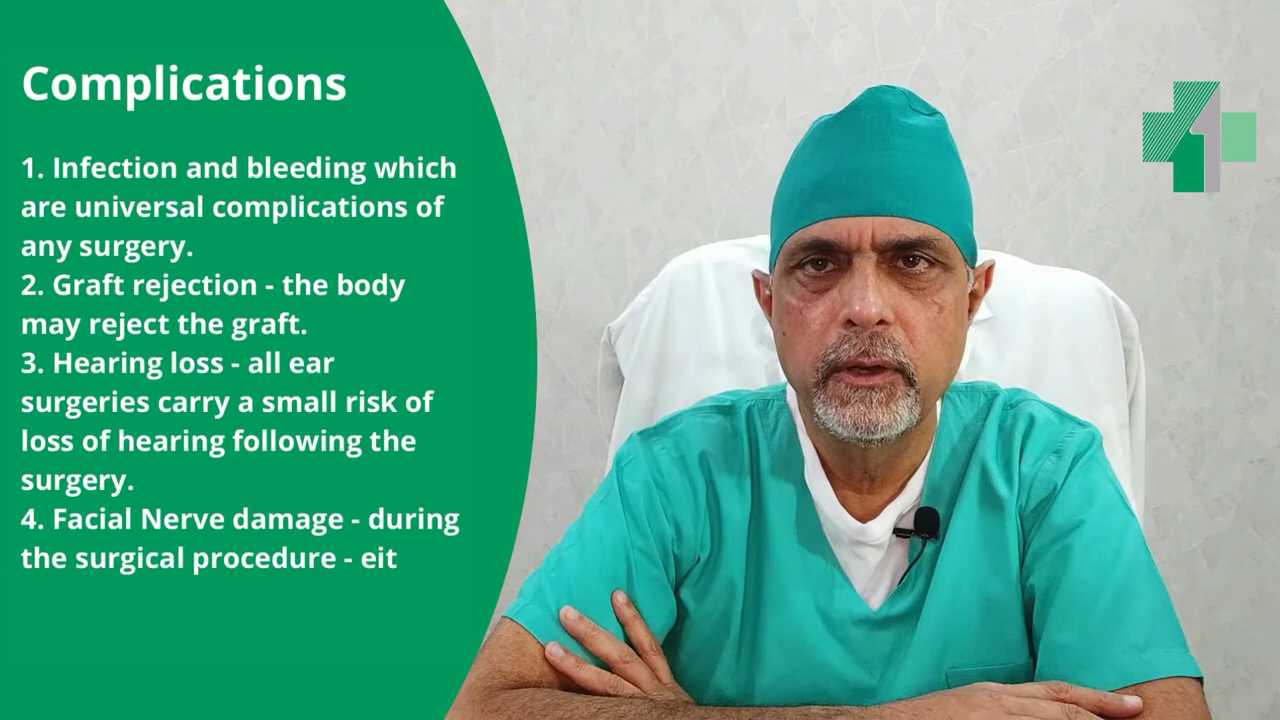 Complications
1. Infection and bleeding which
are universal complications of
any surgery.
2. Graft rejection - the body
may reject the graft.
3. Hearing loss - all ear
surgeries carry a small risk of
loss of hearing following the
surgery.
4. Facial Nerve damage - during
the surgical procedure - eit